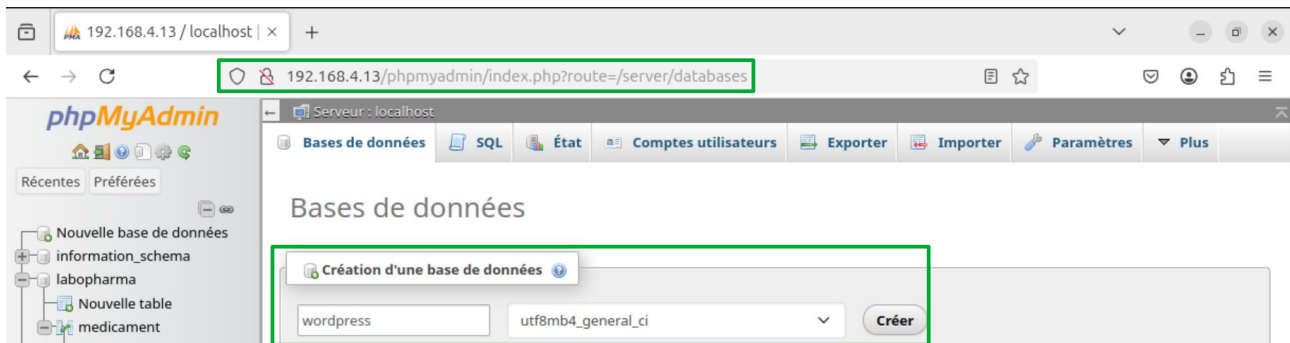 192.168.4.13 / localhost |
192.168.4.13/phpmyadmin/index.php?route=/server/databases
phpMyAdmin
Récentes Préférées
Nouvelle base de données
information_schema
labopharma
Nouvelle table
medicament
Serveur : localhost
Bases de données SQL État Comptes utilisateurs Exporter Importer Paramètres Plus
Bases de données
Création d'une base de données
wordpress utf8mb4_general_ci Créer